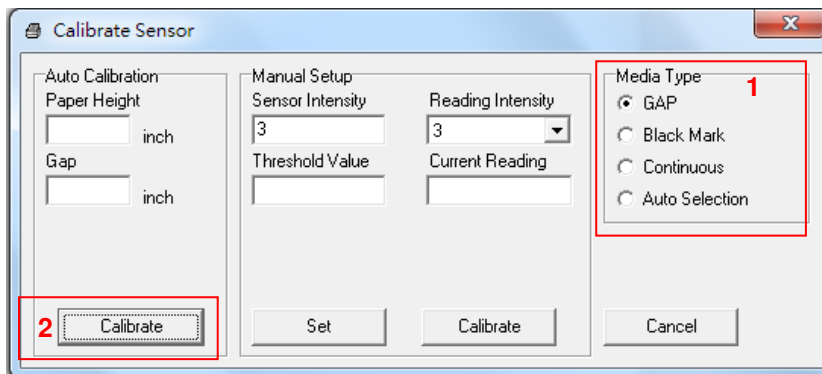 Calibrate Sensor
x
Auto Calibration
Paper Height
inch
Gap
inch
2
Calibrate
Manual Setup
Sensor Intensity
Reading Intensity
3
3
Threshold Value
Current Reading
Set
Calibrate
Media Type
1
GAP
Black Mark
Continuous
Auto Selection
Cancel